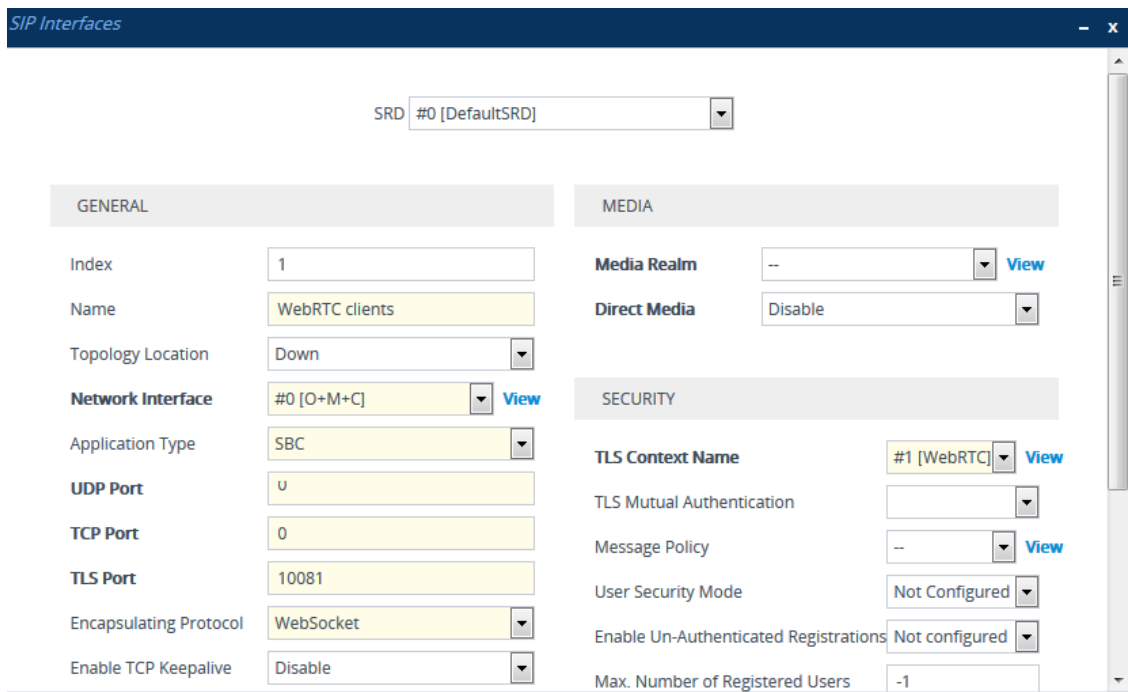 SIP Interfaces
– x
SRD #0 [DefaultSRD]
GENERAL
Index 1
Name WebRTC clients
Topology Location Down
Network Interface #0 [O+M+C] View
Application Type SBC
UDP Port 0
TCP Port 0
TLS Port 10081
Encapsulating Protocol WebSocket
Enable TCP Keepalive Disable
MEDIA
Media Realm -- View
Direct Media Disable
SECURITY
TLS Context Name #1 [WebRTC] View
TLS Mutual Authentication
Message Policy -- View
User Security Mode Not Configured
Enable Un-Authenticated Registrations Not configured
Max. Number of Registered Users -1